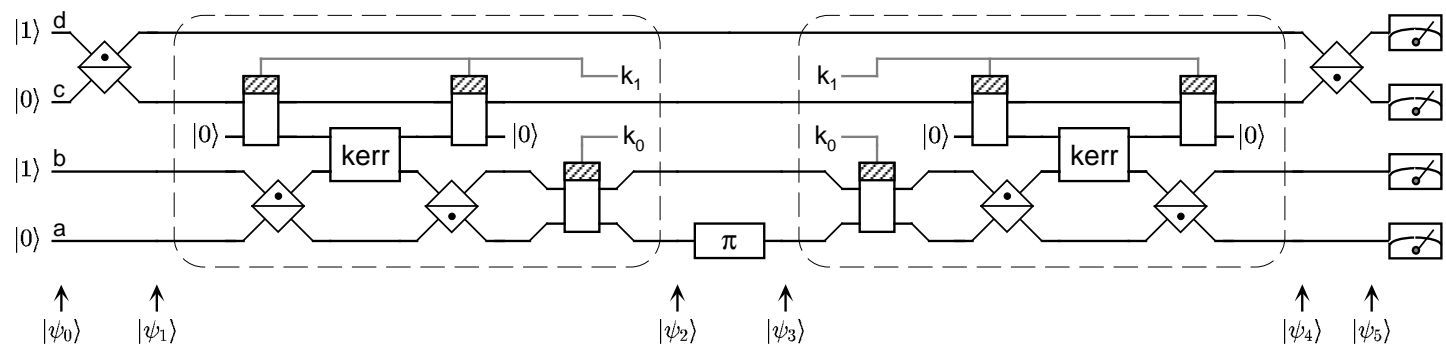 |1⟩ d
k₁ k₁
|0⟩ c
|0⟩ |0⟩ k₀ k₀ |0⟩ |0⟩
kerr kerr
|1⟩ b
|0⟩ a π
|ψ₀⟩ |ψ₁⟩ |ψ₂⟩ |ψ₃⟩ |ψ₄⟩ |ψ₅⟩